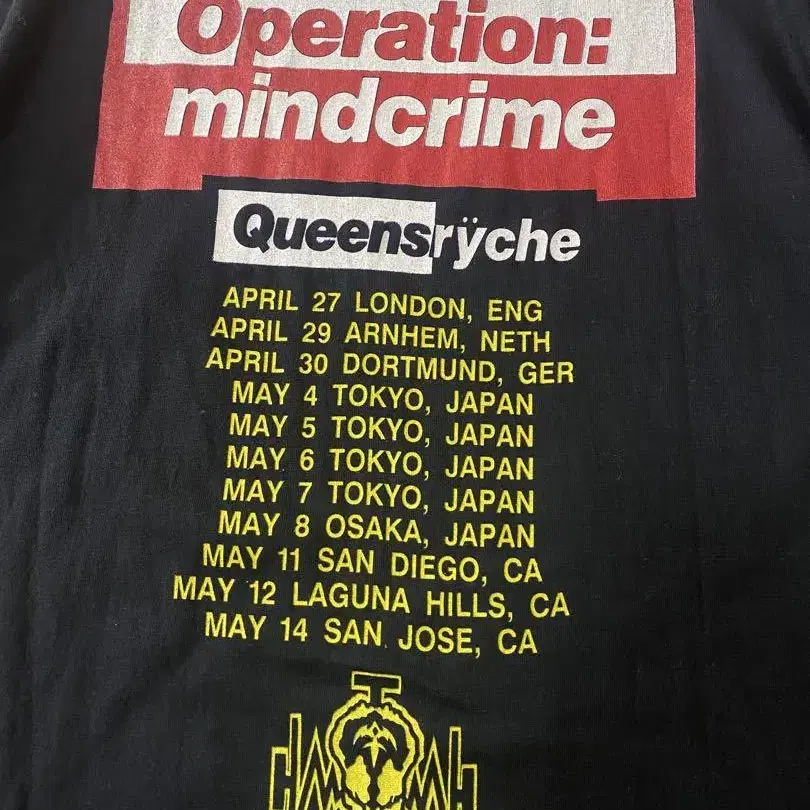 Operation:
mindcrime
Queensrÿche
APRIL 27 LONDON, ENG
APRIL 29 ARNHEM, NETH
APRIL 30 DORTMUND, GER
MAY 4 TOKYO, JAPAN
MAY 5 TOKYO, JAPAN
MAY 6 TOKYO, JAPAN
MAY 7 TOKYO, JAPAN
MAY 8 OSAKA, JAPAN
MAY 11 SAN DIEGO, CA
MAY 12 LAGUNA HILLS, CA
MAY 14 SAN JOSE, CA